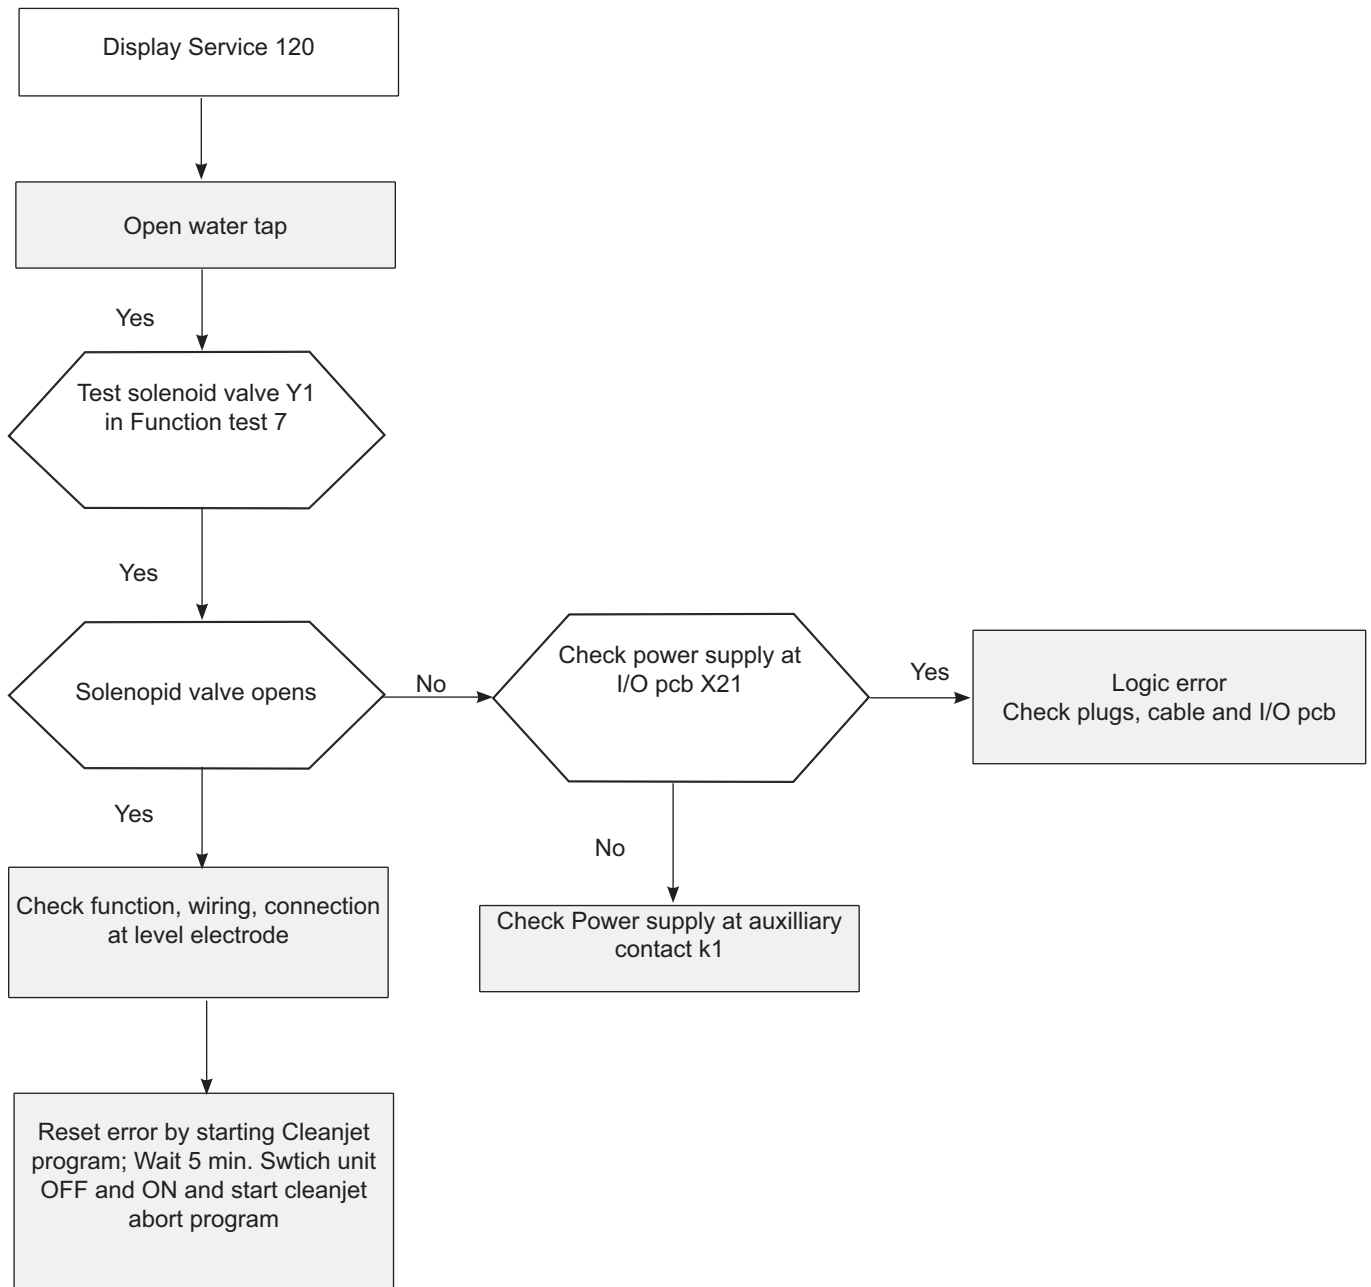 Display Service 120
Open water tap
Yes
Test solenoid valve Y1
in Function test 7
Yes
Solenopid valve opens
No
Check power supply at
I/O pcb X21
Yes
Logic error
Check plugs, cable and I/O pcb
Yes
No
Check function, wiring, connection
at level electrode
Check Power supply at auxilliary
contact k1
Reset error by starting Cleanjet
program; Wait 5 min. Swtich unit
OFF and ON and start cleanjet
abort program